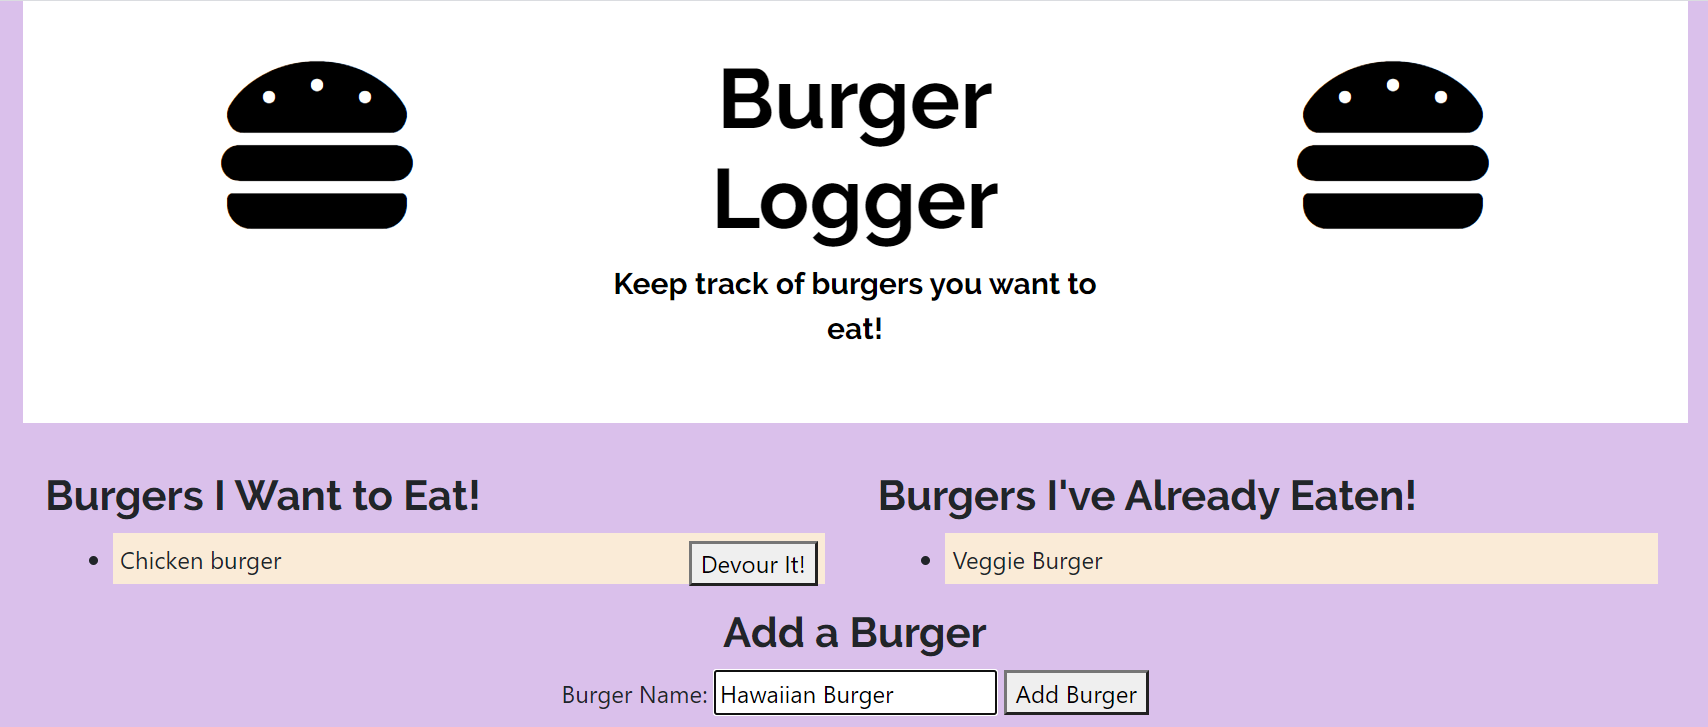 Burger
Logger
Keep track of burgers you want to
eat!
Burgers I Want to Eat!
Chicken burger
Devour It!
Burgers I've Already Eaten!
Veggie Burger
Add a Burger
Burger Name: Hawaiian Burger Add Burger